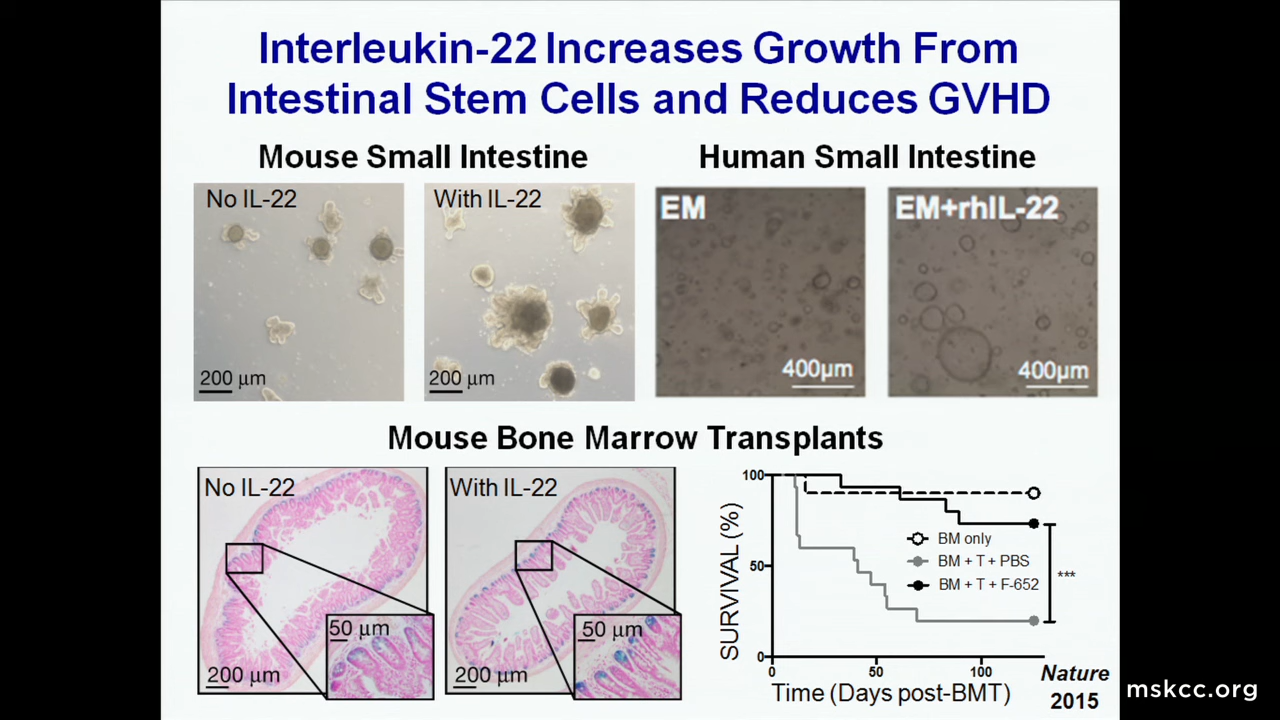 Interleukin-22 Increases Growth From
Intestinal Stem Cells and Reduces GVHD
Mouse Small Intestine
Human Small Intestine
No IL-22
With IL-22
EM
EM+rhIL-22
200 μm
200 μm
400μm
400μm
Mouse Bone Marrow Transplants
No IL-22
With IL-22
50 μm
200 μm
50 μm
200 μm
SURVIVAL (%)
100
50
0
BM only
BM + T + PBS
BM + T + F-652
***
0
50
100
Time (Days post-BMT)
Nature
2015
mskcc.org